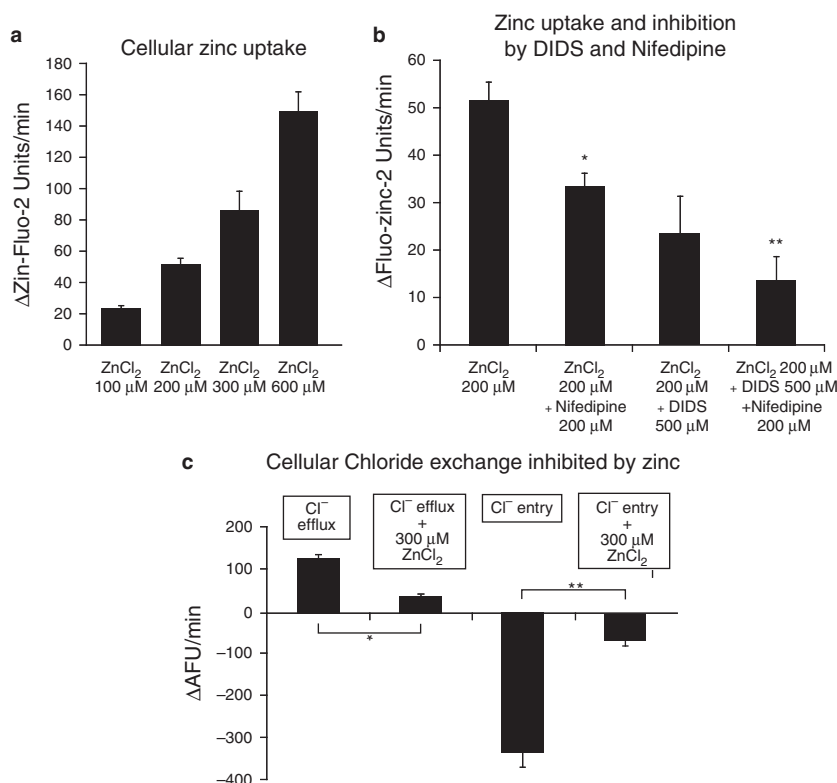 a
Cellular zinc uptake
ΔZin-Fluo-2 Units/min
180
160
140
120
100
80
60
40
20
0
ZnCl2 100 μM
ZnCl2 200 μM
ZnCl2 300 μM
ZnCl2 600 μM
b
Zinc uptake and inhibition
by DIDS and Nifedipine
ΔFluo-zinc-2 Units/min
60
50
40
30
20
10
0
*
**
ZnCl2
200 μM
ZnCl2
200 μM
+ Nifedipine
200 μM
ZnCl2
200 μM
+ DIDS
500 μM
ZnCl2 200 μM
+ DIDS 500 μM
+Nifedipine
200 μM
c
Cellular Chloride exchange inhibited by zinc
Cl− efflux
Cl− efflux
+
300 μM
ZnCl2
Cl− entry
Cl− entry
+
300 μM
ZnCl2
ΔAFU/min
200
100
0
−100
−200
−300
−400
*
**